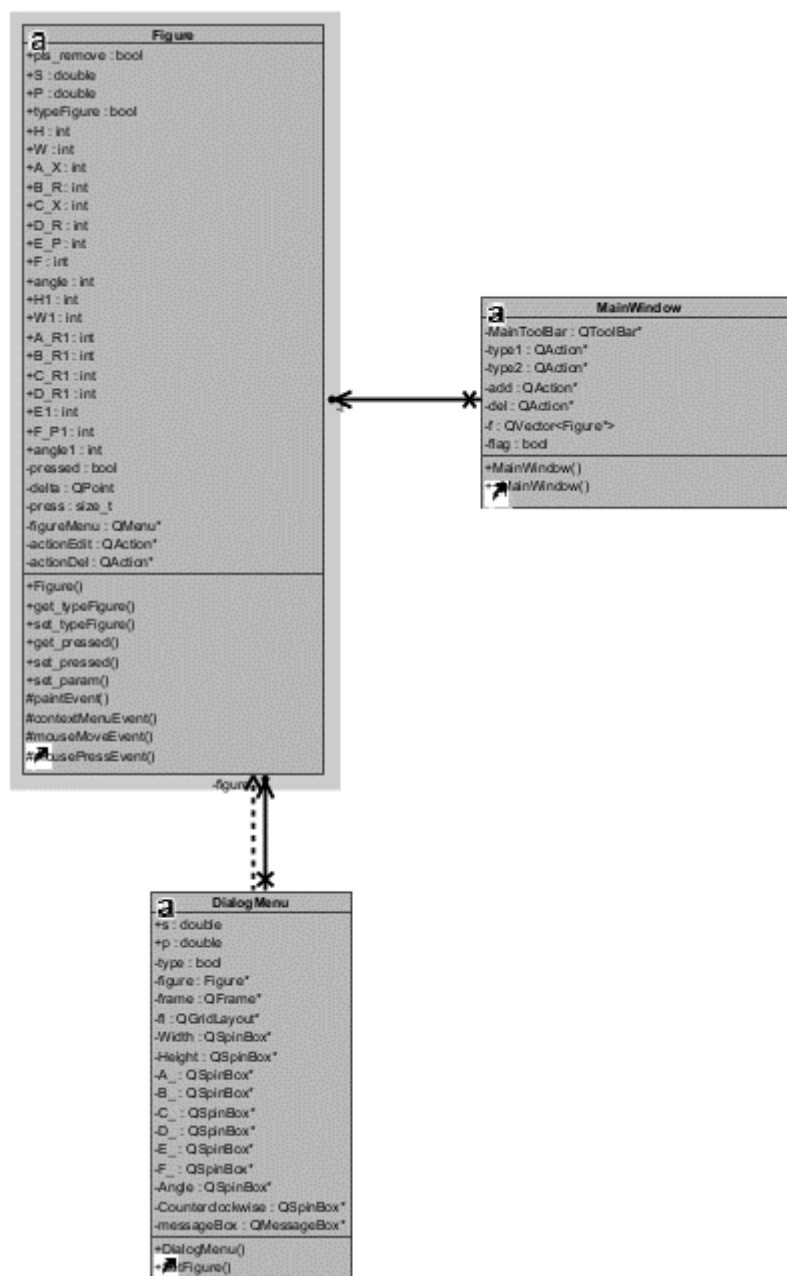 a
Figure
+pls_remove : bool
+S : double
+P : double
+typeFigure : bool
+H : int
+W : int
+A_X : int
+B_R : int
+C_X : int
+D_R : int
+E_P : int
+F : int
+angle : int
+H1 : int
+W1 : int
+A_R1 : int
+B_R1 : int
+C_R1 : int
+D_R1 : int
+E1 : int
+F_P1 : int
+angle1 : int
-pressed : bool
-delta : QPoint
-press : size_t
-figureMenu : QMenu*
-actionEdit : QAction*
-actionDel : QAction*
+Figure()
+get_typeFigure()
+set_typeFigure()
+get_pressed()
+set_pressed()
+set_param()
#paintEvent()
#contextMenuEvent()
#mouseMoveEvent()
#mousePressEvent()
-figure
a
MainWindow
-MainToolBar : QToolBar*
-type1 : QAction*
-type2 : QAction*
-add : QAction*
-del : QAction*
-f : QVector<Figure*>
-flag : bool
+MainWindow()
MainWindow()
a
DialogMenu
+s : double
+p : double
-type : bool
-figure : Figure*
-frame : QFrame*
-fl : QGridLayout*
-Width : QSpinBox*
-Height : QSpinBox*
-A_ : QSpinBox*
-B_ : QSpinBox*
-C_ : QSpinBox*
-D_ : QSpinBox*
-E_ : QSpinBox*
-F_ : QSpinBox*
-Angle : QSpinBox*
-Counterclockwise : QSpinBox*
-messageBox : QMessageBox*
+DialogMenu()